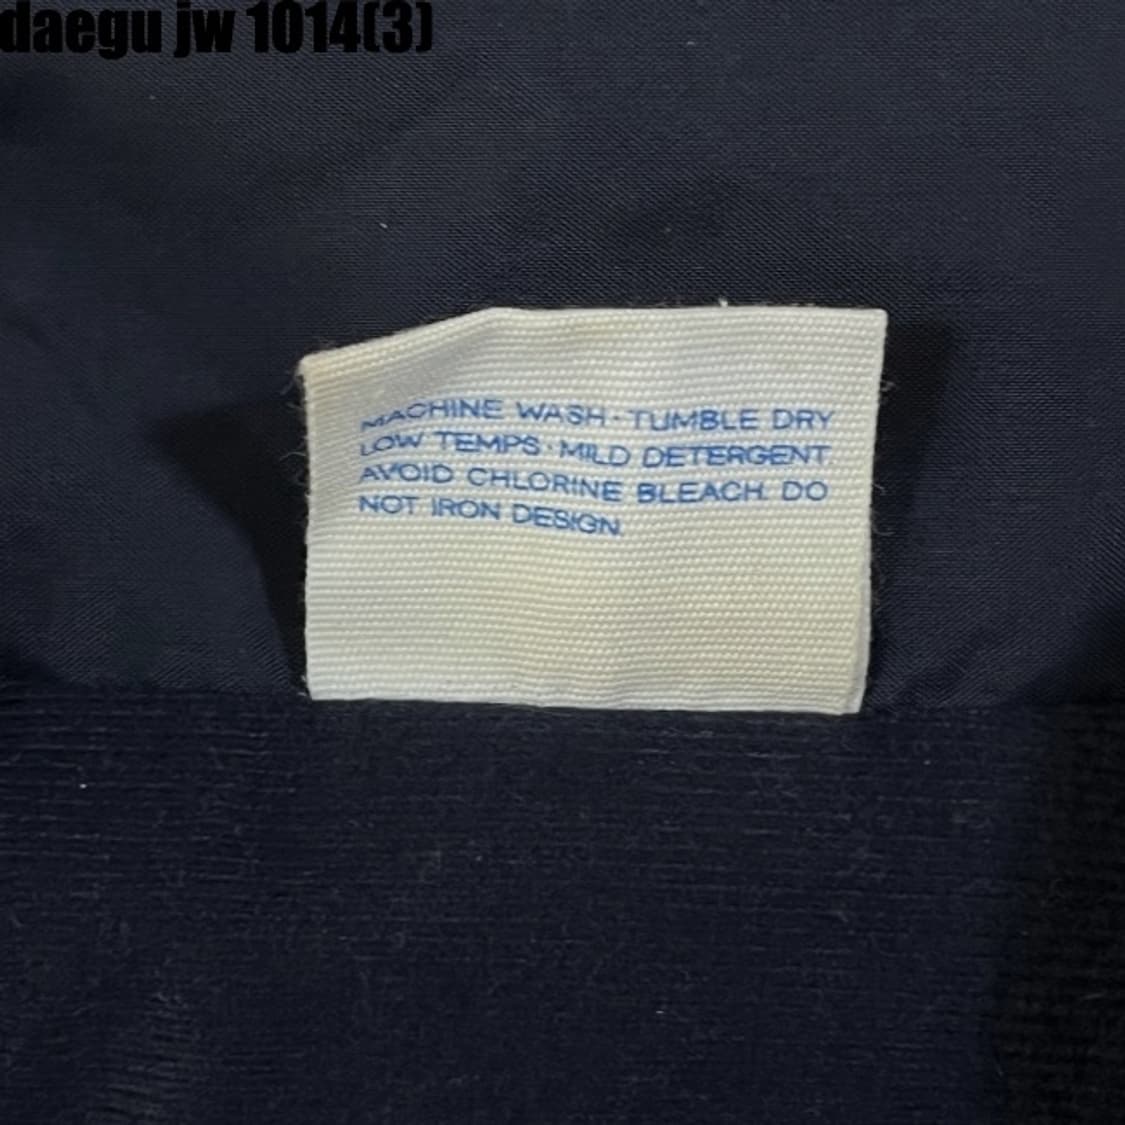 daegu jw 1014(3)
MACHINE WASH · TUMBLE DRY
LOW TEMPS · MILD DETERGENT.
AVOID CHLORINE BLEACH. DO
NOT IRON DESIGN.